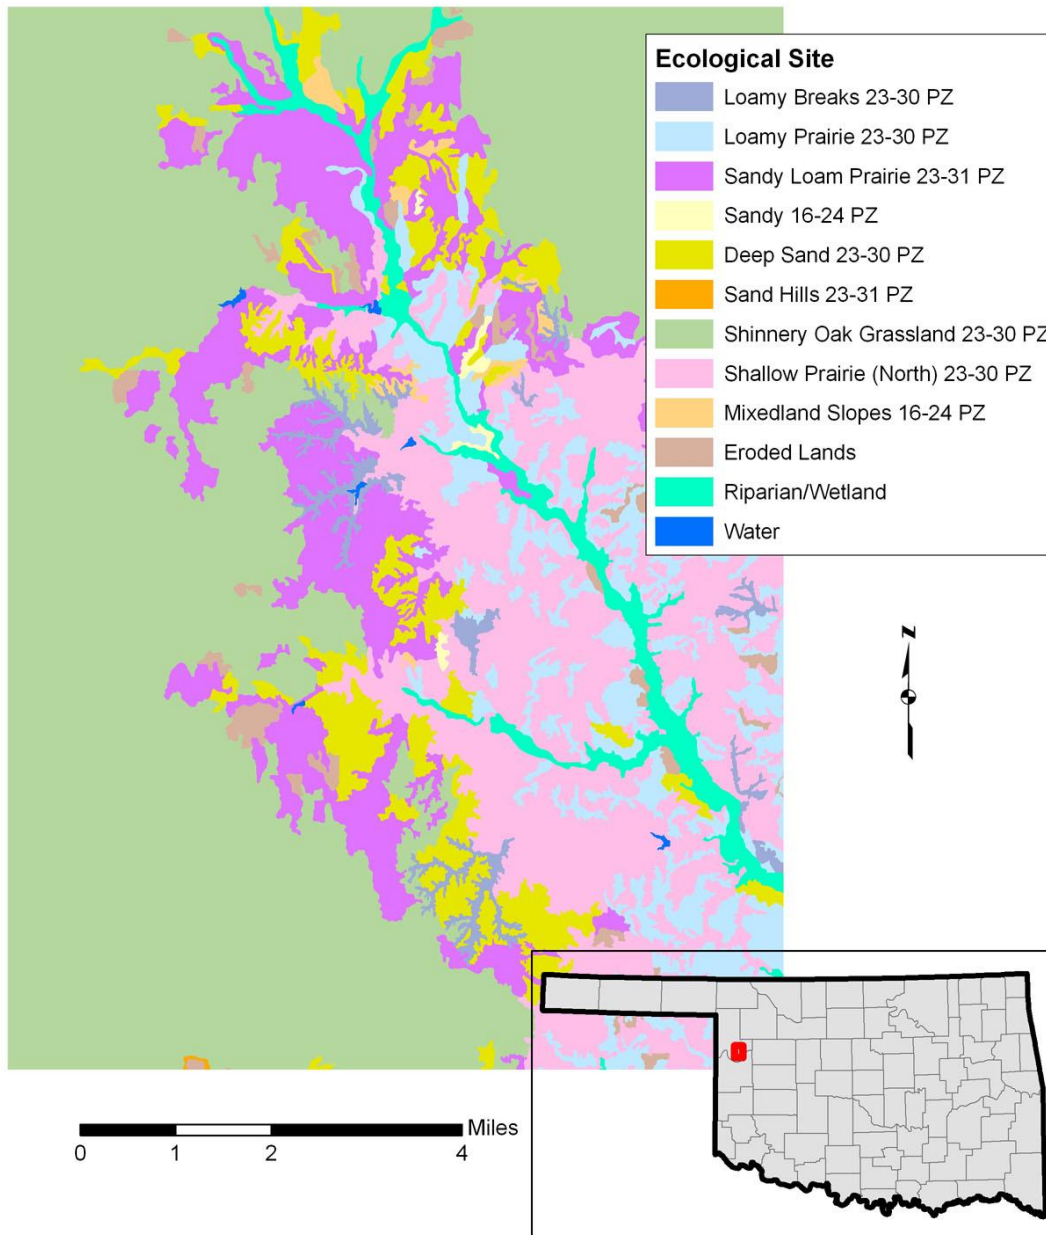 Ecological Site
Loamy Breaks 23-30 PZ
Loamy Prairie 23-30 PZ
Sandy Loam Prairie 23-31 PZ
Sandy 16-24 PZ
Deep Sand 23-30 PZ
Sand Hills 23-31 PZ
Shinnery Oak Grassland 23-30 PZ
Shallow Prairie (North) 23-30 PZ
Mixedland Slopes 16-24 PZ
Eroded Lands
Riparian/Wetland
Water
N
Miles
0 1 2 4